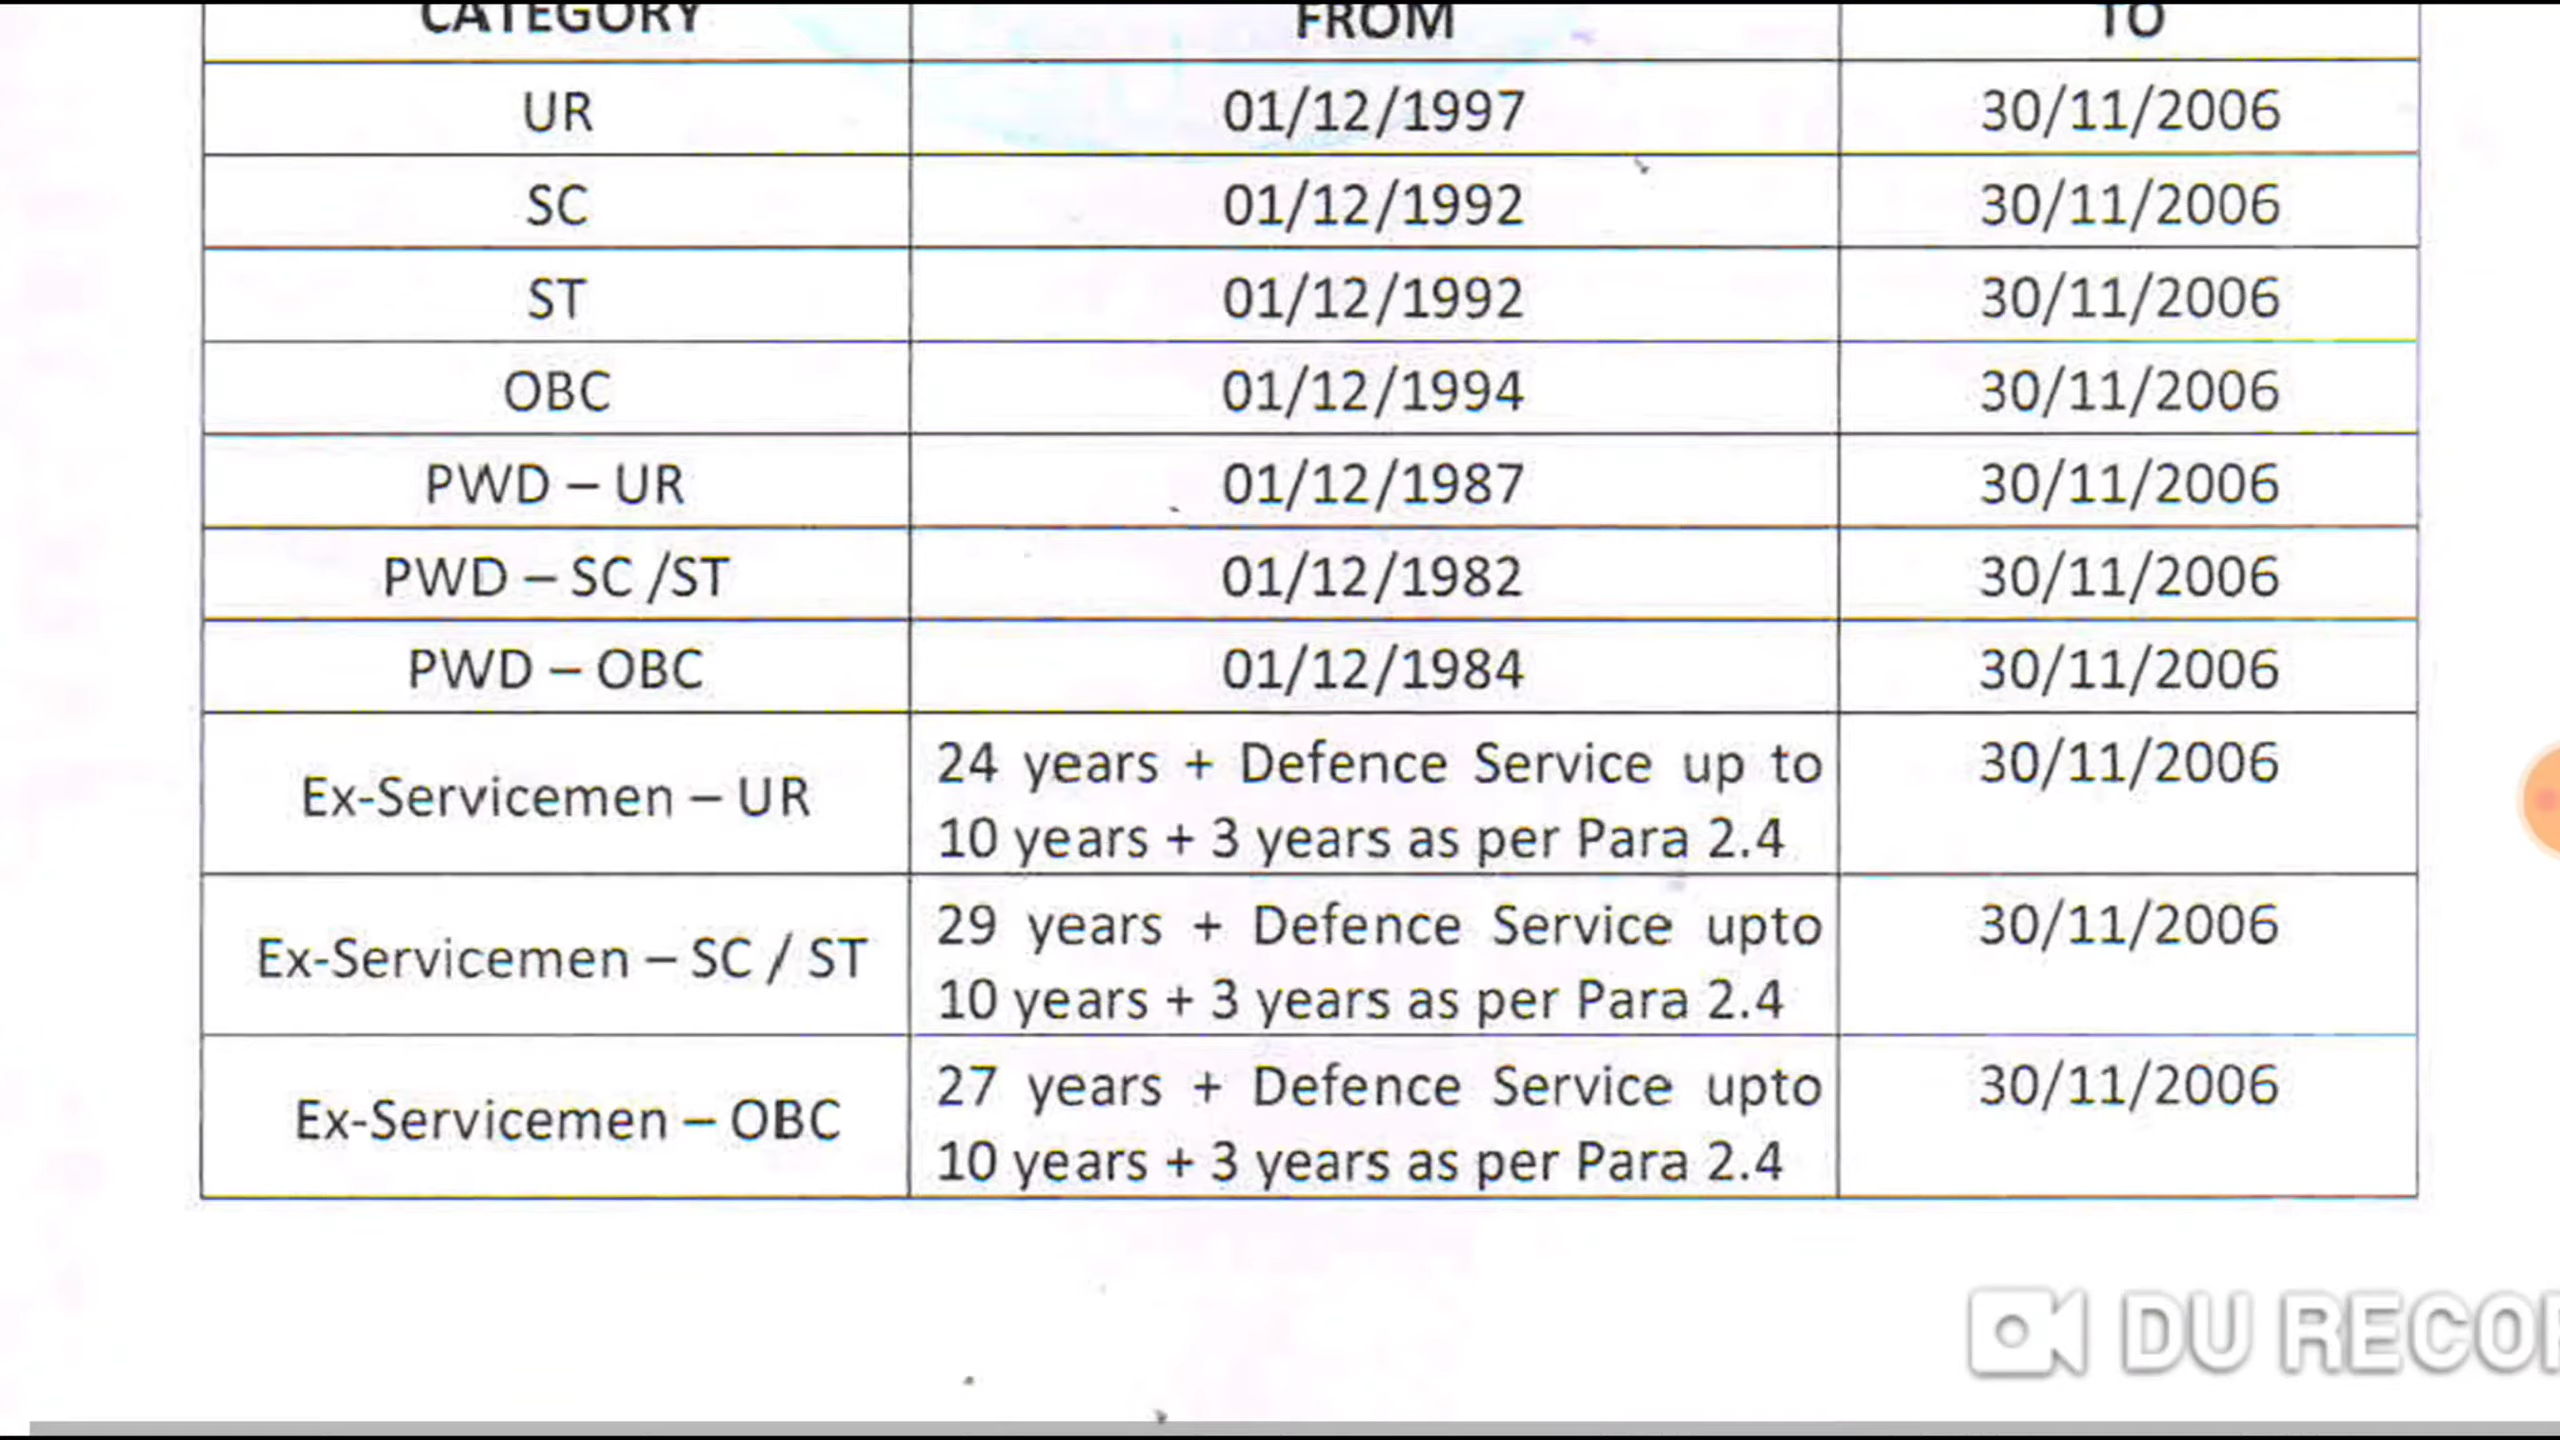 CATEGORY FROM TO
UR 01/12/1997 30/11/2006
SC 01/12/1992 30/11/2006
ST 01/12/1992 30/11/2006
OBC 01/12/1994 30/11/2006
PWD – UR 01/12/1987 30/11/2006
PWD – SC /ST 01/12/1982 30/11/2006
PWD – OBC 01/12/1984 30/11/2006
Ex-Servicemen – UR
24 years + Defence Service up to
10 years + 3 years as per Para 2.4
30/11/2006
Ex-Servicemen – SC / ST
29 years + Defence Service upto
10 years + 3 years as per Para 2.4
30/11/2006
Ex-Servicemen – OBC
27 years + Defence Service upto
10 years + 3 years as per Para 2.4
30/11/2006
DU RECOR